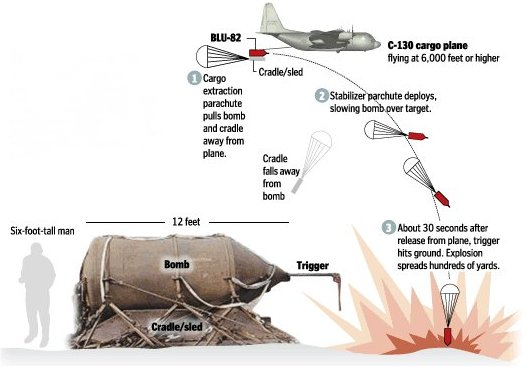 BLU-82
C-130 cargo plane
flying at 6,000 feet or higher
Cradle/sled
1 Cargo
extraction
parachute
pulls bomb
and cradle
away from
plane.
2 Stabilizer parchute deploys,
slowing bomb over target.
Cradle
falls away
from
bomb
3 About 30 seconds after
release from plane, trigger
hits ground. Explosion
spreads hundreds of yards.
12 feet
Six-foot-tall man
Bomb
Trigger
Cradle/sled